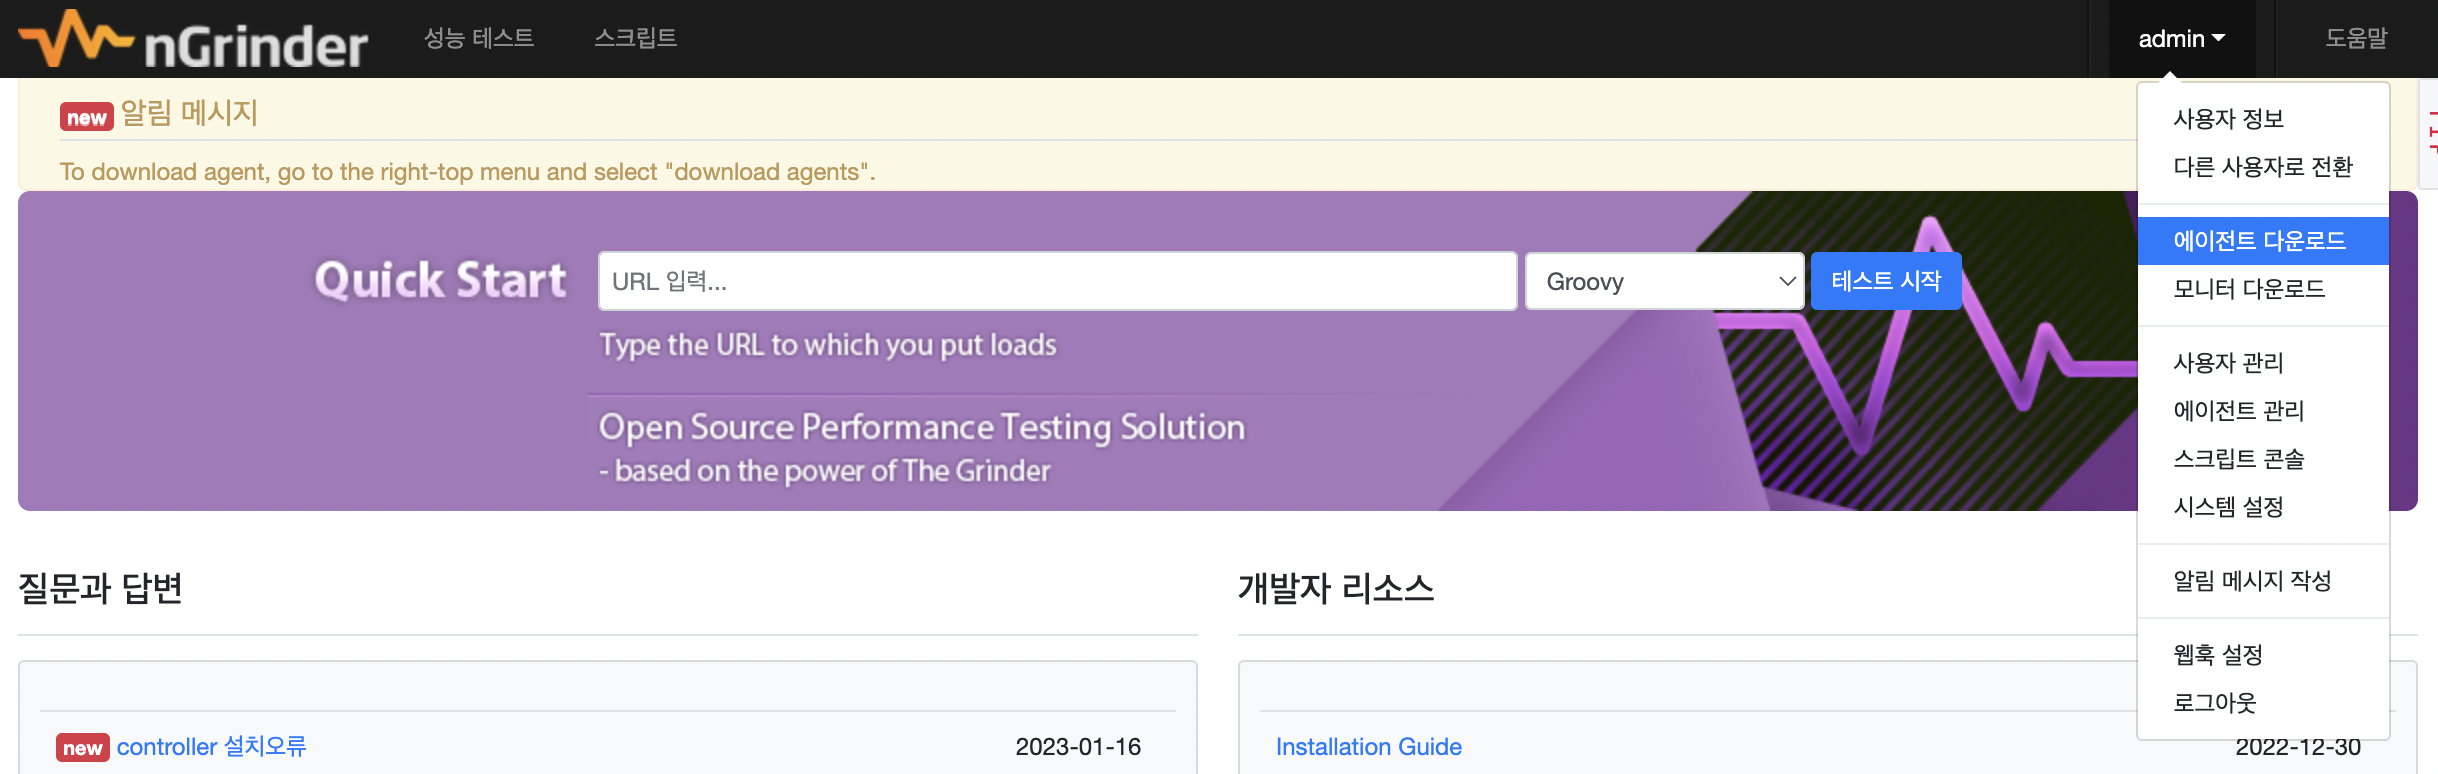 nGrinder
성능 테스트
스크립트
admin
도움말
new 알림 메시지
To download agent, go to the right-top menu and select "download agents".
사용자 정보
다른 사용자로 전환
에이전트 다운로드
모니터 다운로드
사용자 관리
에이전트 관리
스크립트 콘솔
시스템 설정
알림 메시지 작성
웹훅 설정
로그아웃
Quick Start
URL 입력...
Groovy
테스트 시작
Type the URL to which you put loads
Open Source Performance Testing Solution
- based on the power of The Grinder
질문과 답변
new controller 설치오류
2023-01-16
개발자 리소스
Installation Guide
2022-12-30